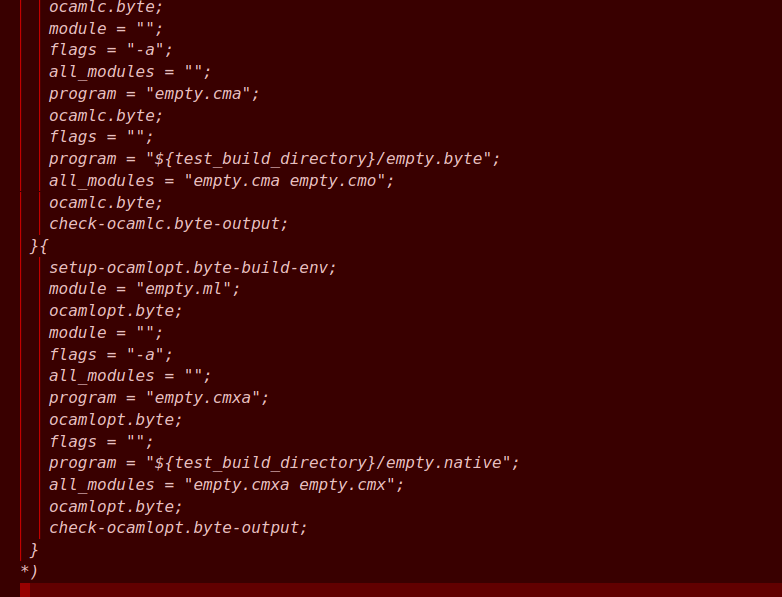 ocamlc.byte;
module = "";
flags = "-a";
all_modules = "";
program = "empty.cma";
ocamlc.byte;
flags = "";
program = "${test_build_directory}/empty.byte";
all_modules = "empty.cma empty.cmo";
ocamlc.byte;
check-ocamlc.byte-output;
}{
setup-ocamlopt.byte-build-env;
module = "empty.ml";
ocamlopt.byte;
module = "";
flags = "-a";
all_modules = "";
program = "empty.cmxa";
ocamlopt.byte;
flags = "";
program = "${test_build_directory}/empty.native";
all_modules = "empty.cmxa empty.cmx";
ocamlopt.byte;
check-ocamlopt.byte-output;
}
*)